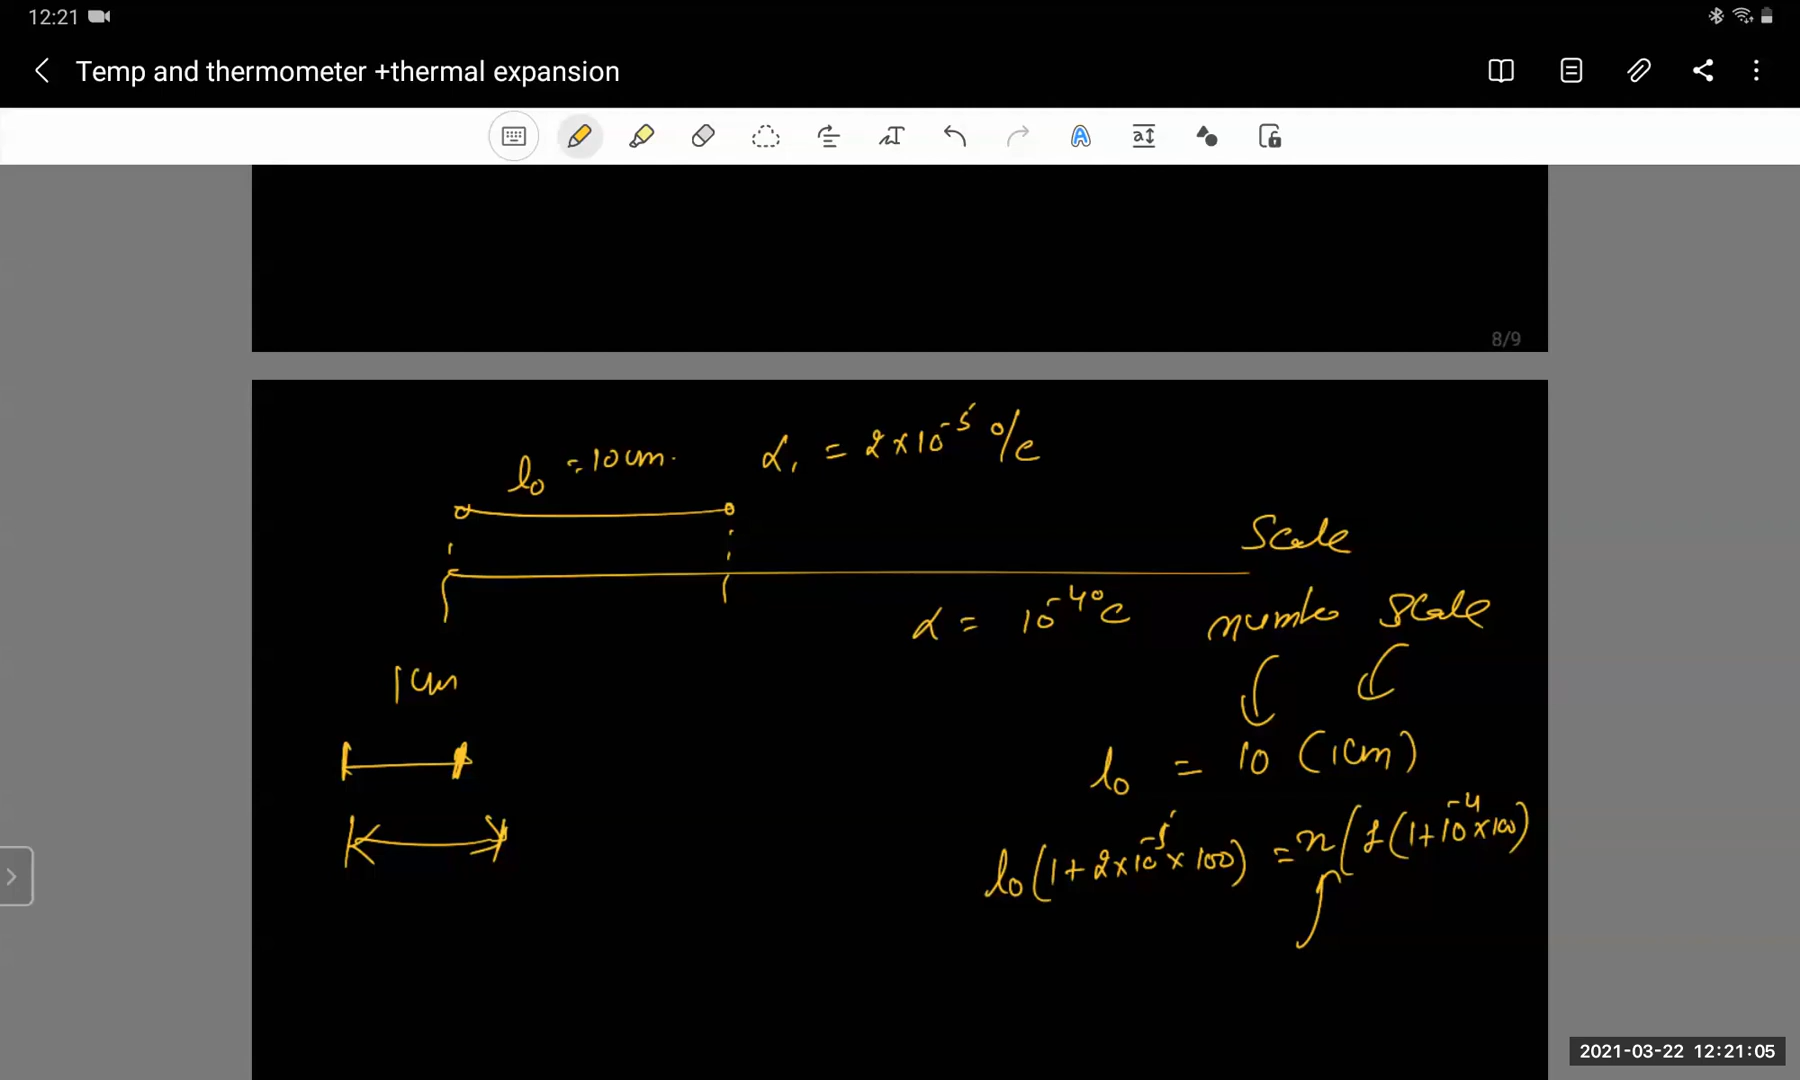 12:21
Temp and thermometer +thermal expansion
8/9
l₀ = 10cm. α₁ = 2×10⁻⁵ °/c
Scale
α = 10⁻⁴°c
numbe scale
1cm
l₀ = 10 (1cm)
l₀(1+2×10⁻⁵×100) = n(1(1+10⁻⁴×100)
2021-03-22 12:21:05